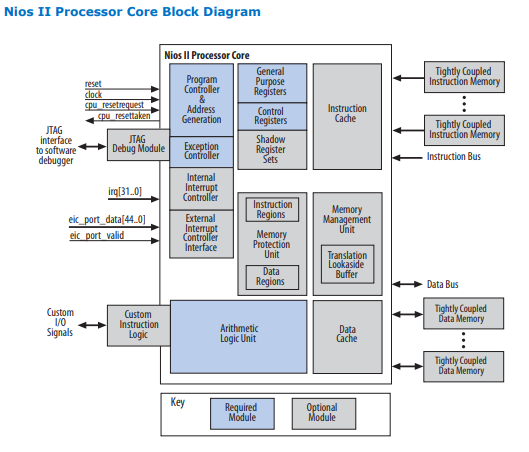 Nios II Processor Core Block Diagram
Nios II Processor Core
reset
clock
cpu_resetrequest
cpu_resettaken
JTAG
interface
to software
debugger
JTAG
Debug Module
irq[31..0]
eic_port_data[44..0]
eic_port_valid
Custom
I/O
Signals
Custom
Instruction
Logic
Program
Controller
&
Address
Generation
Exception
Controller
Internal
Interrupt
Controller
External
Interrupt
Controller
Interface
General
Purpose
Registers
Control
Registers
Shadow
Register
Sets
Instruction
Cache
Instruction
Regions
Memory
Protection
Unit
Data
Regions
Memory
Management
Unit
Translation
Lookaside
Buffer
Arithmetic
Logic Unit
Data
Cache
Tightly Coupled
Instruction Memory
Tightly Coupled
Instruction Memory
Instruction Bus
Data Bus
Tightly Coupled
Data Memory
Tightly Coupled
Data Memory
Key
Required
Module
Optional
Module